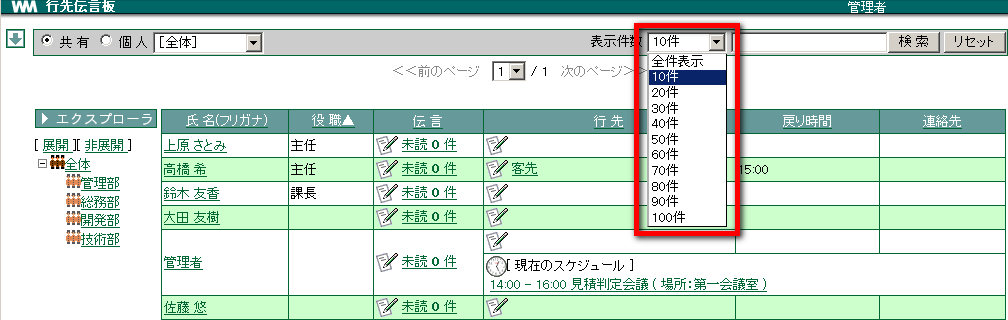 WM 行先伝言板 管理者
共有 個人 [全体] 表示件数 10件 検索 リセット
<<前のページ 1 / 1 次のページ>>
全件表示
10件
20件
30件
40件
50件
60件
70件
80件
90件
100件
エクスプローラ
[ 展開 ][ 非展開 ]
全体
管理部
総務部
開発部
技術部
氏名(フリガナ) 役職▲ 伝言 行先 戻り時間 連絡先
上原 さとみ 主任 未読 0 件
高橋 希 主任 未読 0 件 客先 15:00
鈴木 友香 課長 未読 0 件
大田 友樹 未読 0 件
管理者 未読 0 件
[ 現在のスケジュール ]
14:00 - 16:00 見積判定会議 ( 場所:第一会議室 )
佐藤 悠 未読 0 件